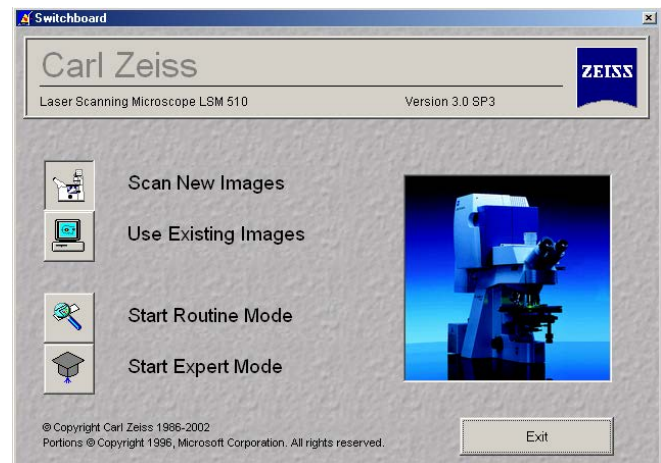 Switchboard
Carl Zeiss
ZEISS
Laser Scanning Microscope LSM 510 Version 3.0 SP3
Scan New Images
Use Existing Images
Start Routine Mode
Start Expert Mode
© Copyright Carl Zeiss 1986-2002
Portions © Copyright 1996, Microsoft Corporation. All rights reserved.
Exit